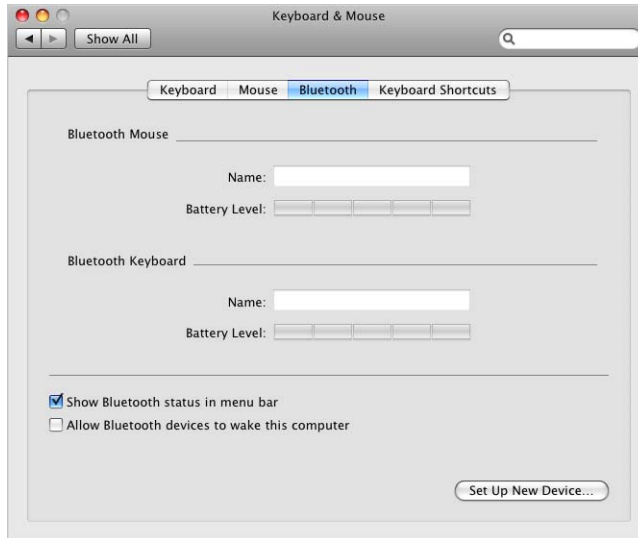 Keyboard & Mouse
Show All
Keyboard Mouse Bluetooth Keyboard Shortcuts
Bluetooth Mouse
Name:
Battery Level:
Bluetooth Keyboard
Name:
Battery Level:
Show Bluetooth status in menu bar
Allow Bluetooth devices to wake this computer
Set Up New Device...